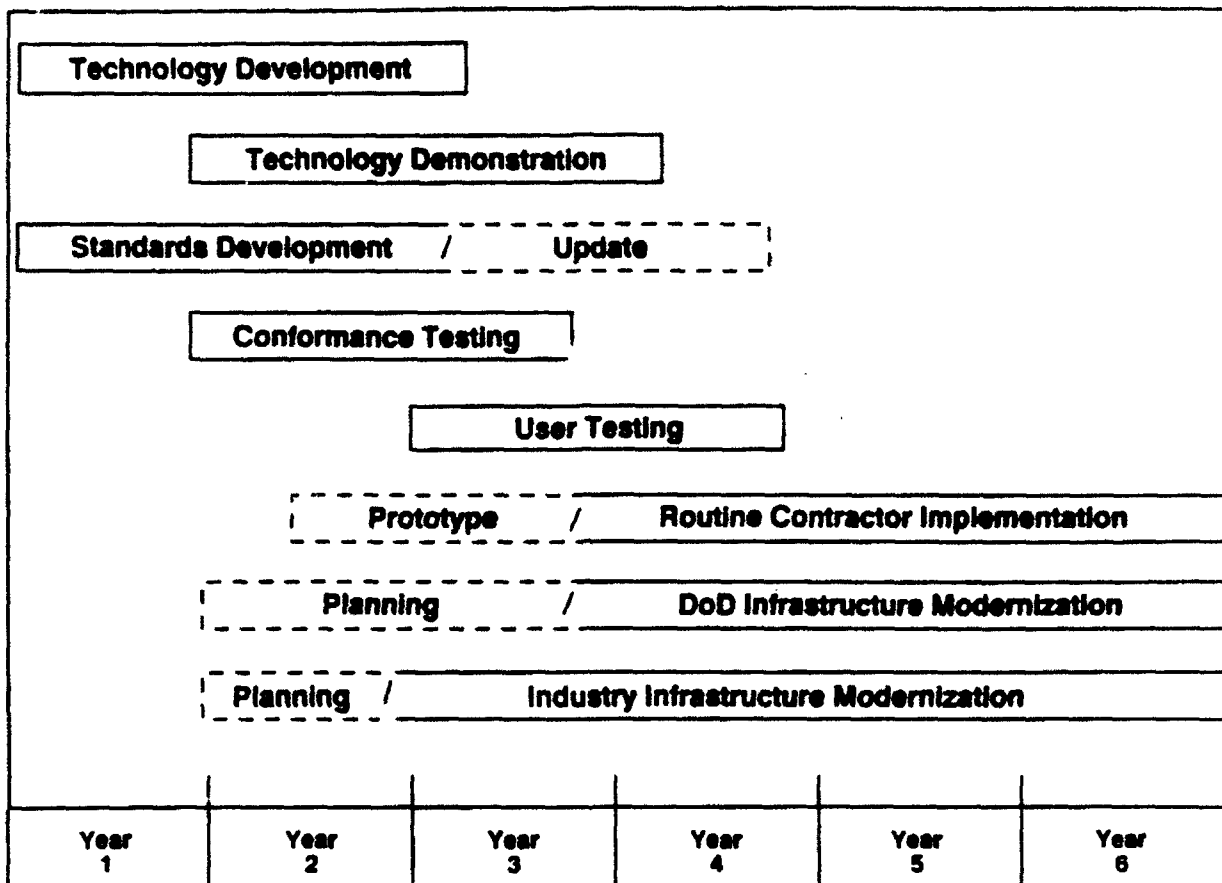 Technology Development
Technology Demonstration
Standards Development / Update
Conformance Testing
User Testing
Prototype / Routine Contractor Implementation
Planning / DoD Infrastructure Modernization
Planning / Industry Infrastructure Modernization
Year Year Year Year Year Year
1 2 3 4 5 6